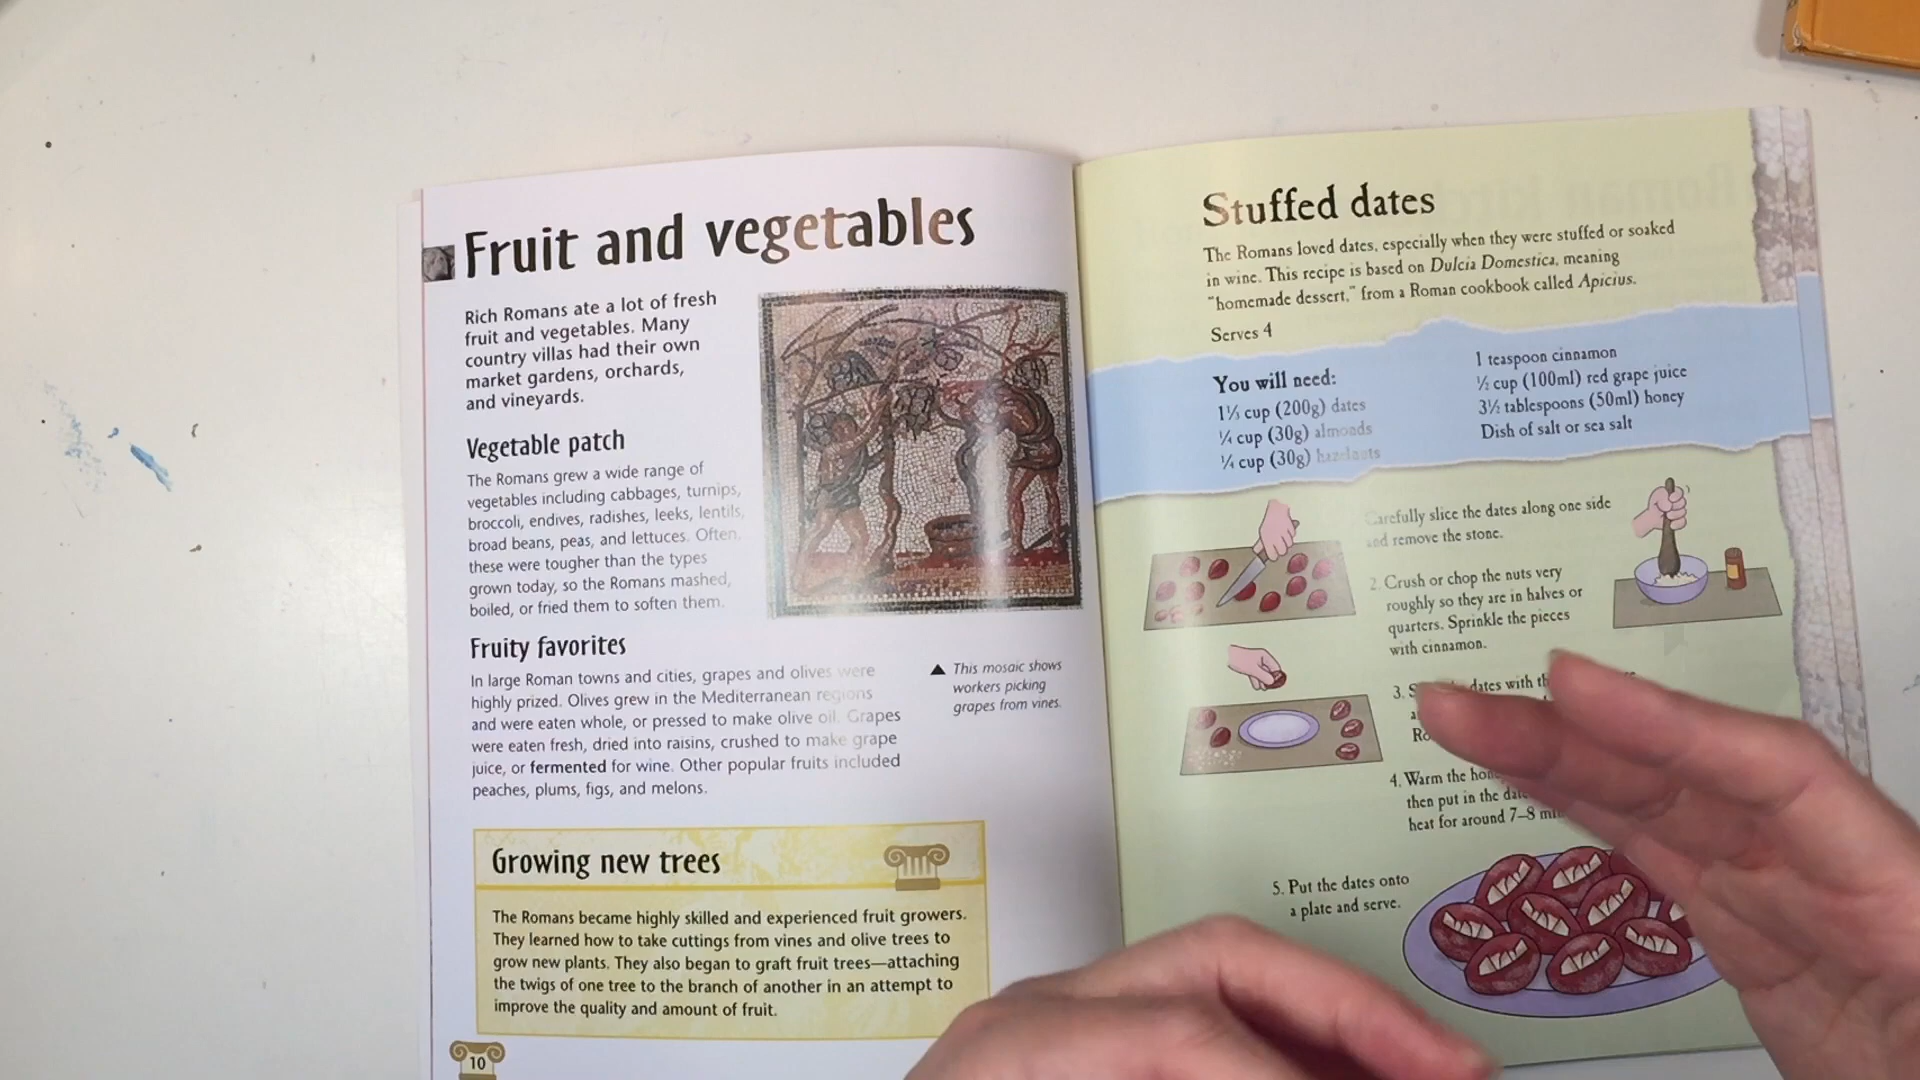 Fruit and vegetables
Rich Romans ate a lot of fresh
fruit and vegetables. Many
country villas had their own
market gardens, orchards,
and vineyards.
Vegetable patch
The Romans grew a wide range of
vegetables including cabbages, turnips,
broccoli, endives, radishes, leeks, lentils,
broad beans, peas, and lettuces. Often,
these were tougher than the types
grown today, so the Romans mashed,
boiled, or fried them to soften them.
Fruity favorites
In large Roman towns and cities, grapes and olives were
highly prized. Olives grew in the Mediterranean regions
and were eaten whole, or pressed to make olive oil. Grapes
were eaten fresh, dried into raisins, crushed to make grape
juice, or fermented for wine. Other popular fruits included
peaches, plums, figs, and melons.
▲ This mosaic shows
workers picking
grapes from vines.
Growing new trees
The Romans became highly skilled and experienced fruit growers.
They learned how to take cuttings from vines and olive trees to
grow new plants. They also began to graft fruit trees—attaching
the twigs of one tree to the branch of another in an attempt to
improve the quality and amount of fruit.
10
Stuffed dates
The Romans loved dates, especially when they were stuffed or soaked
in wine. This recipe is based on Dulcia Domestica, meaning
"homemade dessert," from a Roman cookbook called Apicius.
Serves 4
You will need:
1⅓ cup (200g) dates
¼ cup (30g) almonds
¼ cup (30g) hazelnuts
1 teaspoon cinnamon
½ cup (100ml) red grape juice
3½ tablespoons (50ml) honey
Dish of salt or sea salt
Carefully slice the dates along one side
and remove the stone.
2. Crush or chop the nuts very
roughly so they are in halves or
quarters. Sprinkle the pieces
with cinnamon.
3. dates with
4. Warm the
then put in the
heat for around 7–8
5. Put the dates onto
a plate and serve.